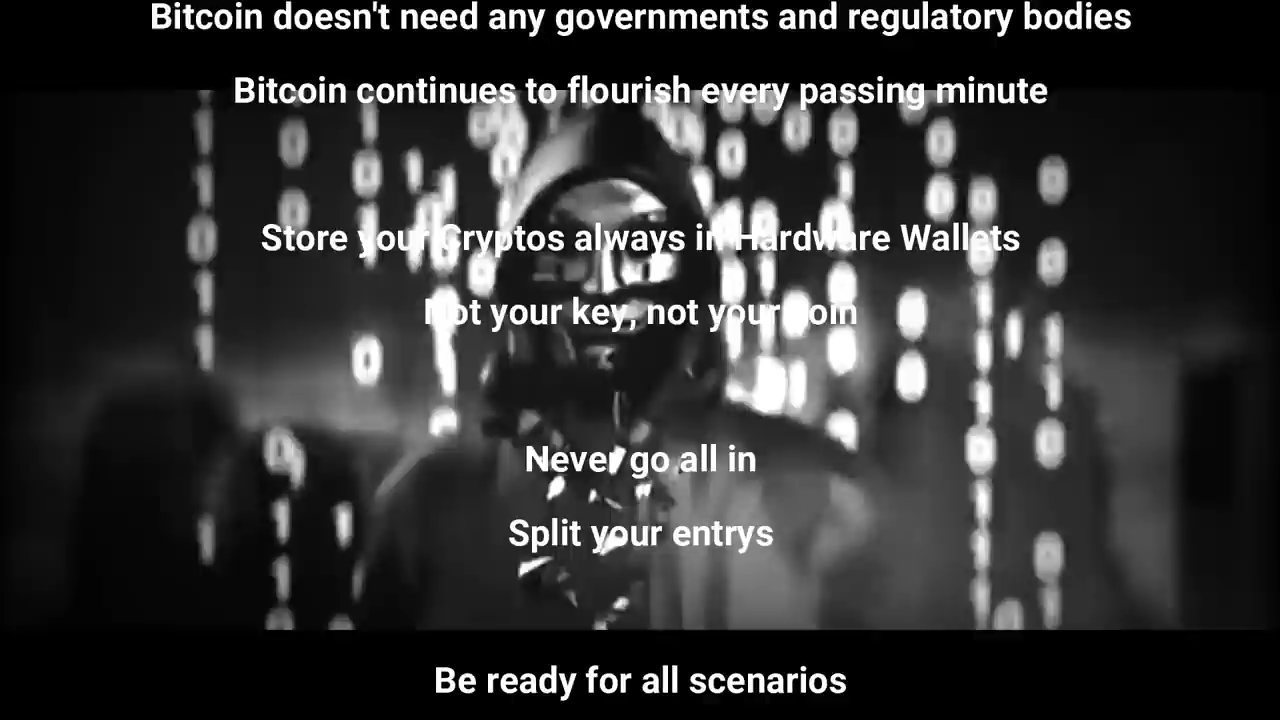 Bitcoin doesn't need any governments and regulatory bodies
Bitcoin continues to flourish every passing minute
Store your Cryptos always in Hardware Wallets
Not your key, not your coin
Never go all in
Split your entrys
Be ready for all scenarios